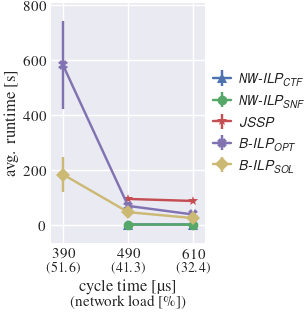 800
600
400
200
0
avg. runtime [s]
390 490 610
(51.6) (41.3) (32.4)
cycle time [µs]
(network load [%])
NW-ILP_CTF
NW-ILP_SNF
JSSP
B-ILP_OPT
B-ILP_SOL